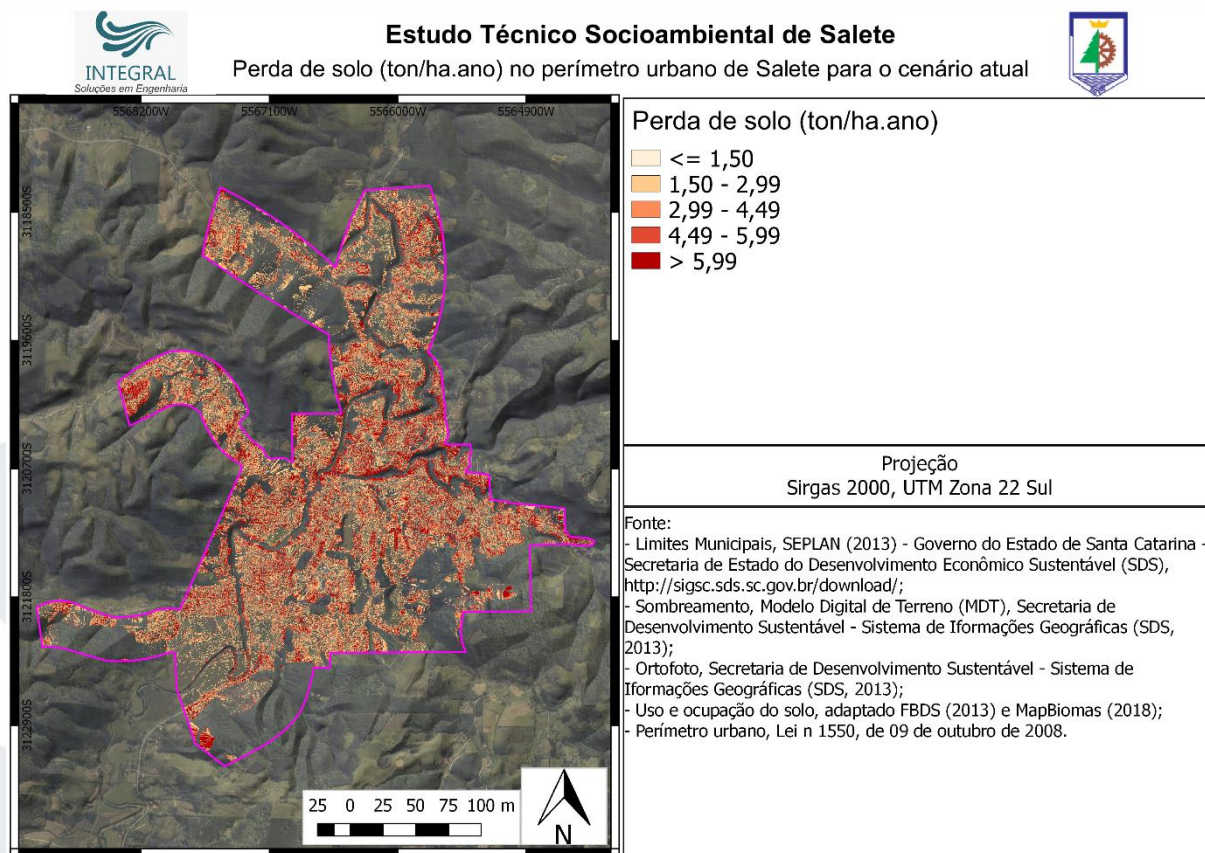 INTEGRAL
Soluções em Engenharia
Estudo Técnico Socioambiental de Salete
Perda de solo (ton/ha.ano) no perímetro urbano de Salete para o cenário atual
5568200W
5567100W
5566000W
5564900W
3118500S
3119600S
3120700S
3121800S
3122900S
25 0 25 50 75 100 m
N
Perda de solo (ton/ha.ano)
<= 1,50
1,50 - 2,99
2,99 - 4,49
4,49 - 5,99
> 5,99
Projeção
Sirgas 2000, UTM Zona 22 Sul
Fonte:
- Limites Municipais, SEPLAN (2013) - Governo do Estado de Santa Catarina -
Secretaria de Estado do Desenvolvimento Econômico Sustentável (SDS),
http://sigsc.sds.sc.gov.br/download/;
- Sombreamento, Modelo Digital de Terreno (MDT), Secretaria de
Desenvolvimento Sustentável - Sistema de Iformações Geográficas (SDS,
2013);
- Ortofoto, Secretaria de Desenvolvimento Sustentável - Sistema de
Iformações Geográficas (SDS, 2013);
- Uso e ocupação do solo, adaptado FBDS (2013) e MapBiomas (2018);
- Perímetro urbano, Lei n 1550, de 09 de outubro de 2008.